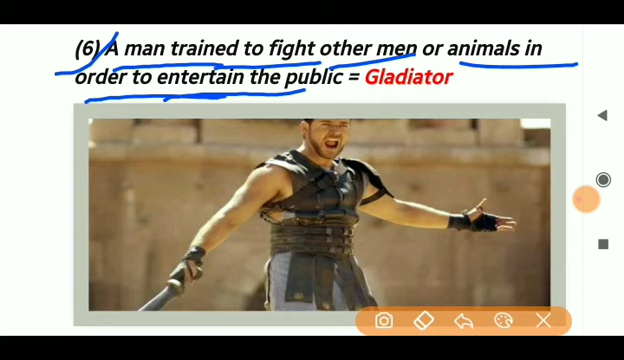 (6) A man trained to fight other men or animals in
order to entertain the public = Gladiator